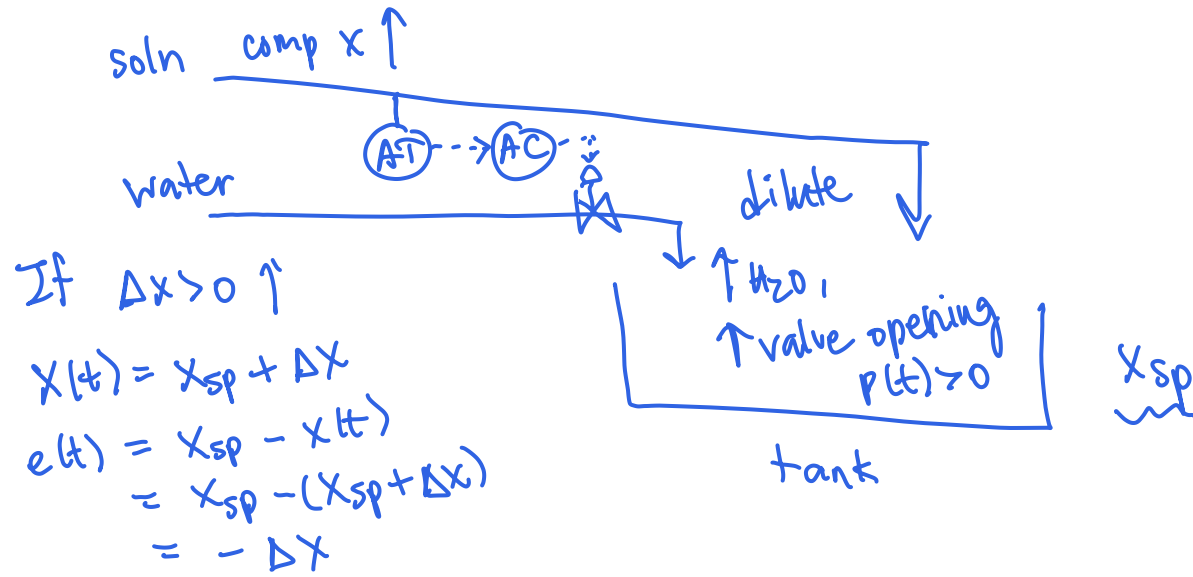 soln comp x ↑
AT AC
water
dilute
↑ H₂O,
↑ value opening
p(t) > 0
If Δx > 0 ↑
x(t) = xsp + Δx
e(t) = xsp - x(t)
= xsp - (xsp + Δx)
= - Δx
xsp
tank